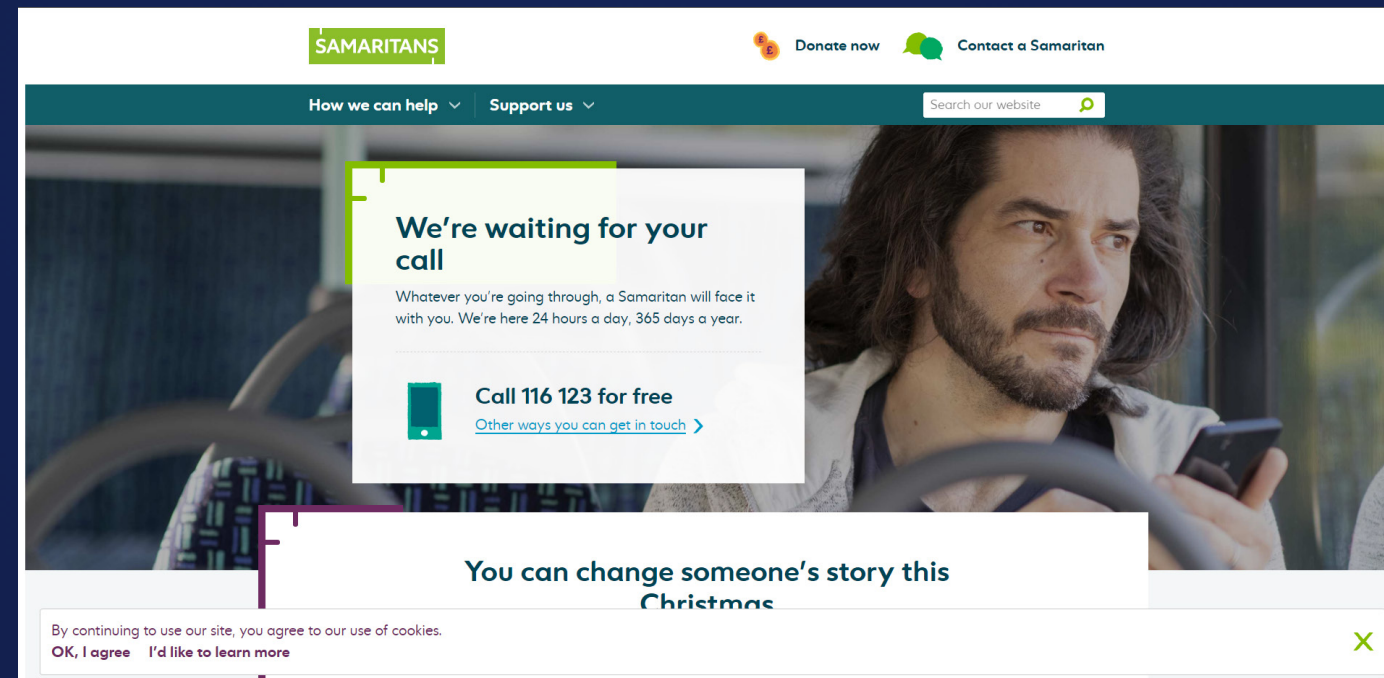 SAMARITANS
Donate now
Contact a Samaritan
How we can help
Support us
Search our website
We're waiting for your
call
Whatever you're going through, a Samaritan will face it
with you. We're here 24 hours a day, 365 days a year.
Call 116 123 for free
Other ways you can get in touch
You can change someone's story this
Christmas
By continuing to use our site, you agree to our use of cookies.
OK, I agree I'd like to learn more